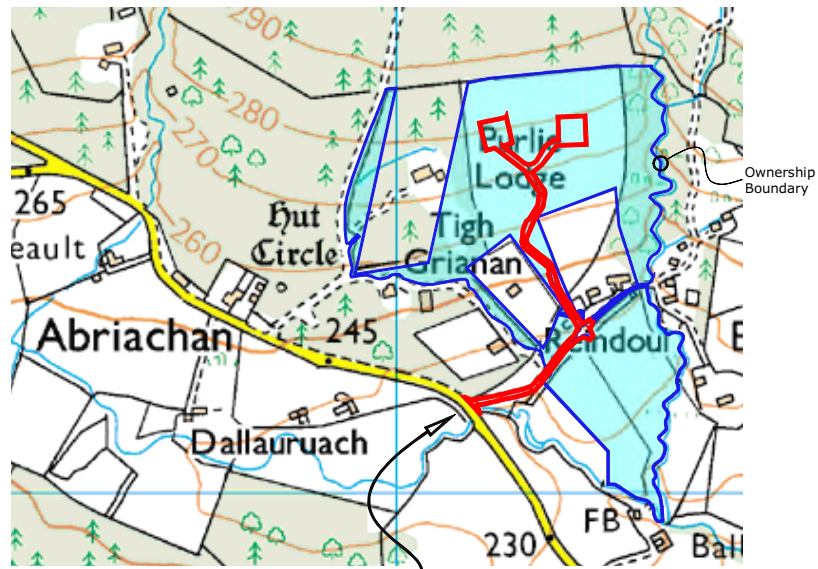 290
280
270
265
260
eault
Hut
Circle
Purlie
Lodge
Tigh
Grianan
Ownership
Boundary
Abriachan
245
Reindoul
Dallauruach
FB
230
Ball